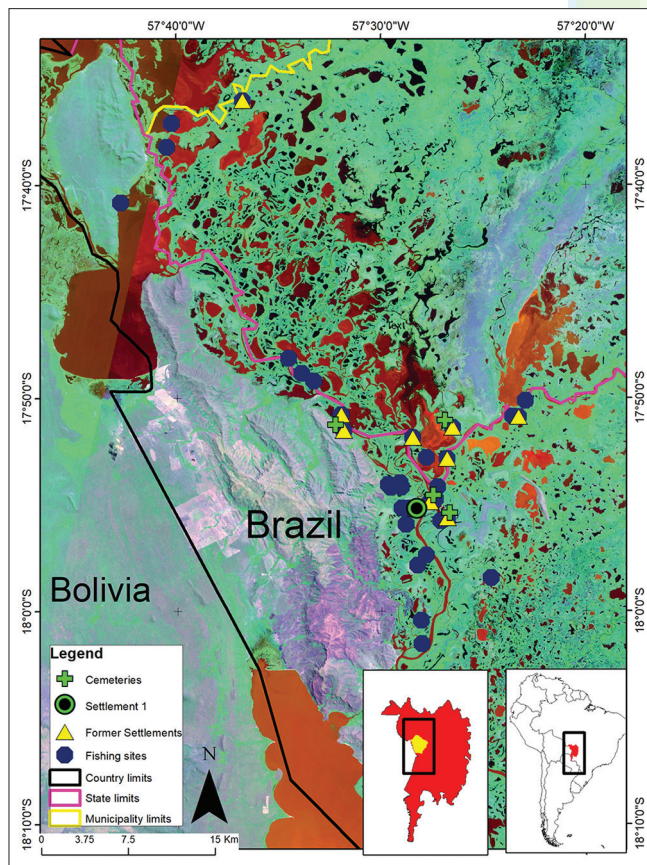 57°40'0"W 57°30'0"W 57°20'0"W
17°40'0"S
17°40'0"S
17°50'0"S
17°50'0"S
Brazil
Bolivia
18°0'0"S
18°0'0"S
Legend
Cemeteries
Settlement 1
Former Settlements
Fishing sites
Country limits
State limits
Municipality limits
N
0 3.75 7.5 15 Km
18°10'0"S
18°10'0"S